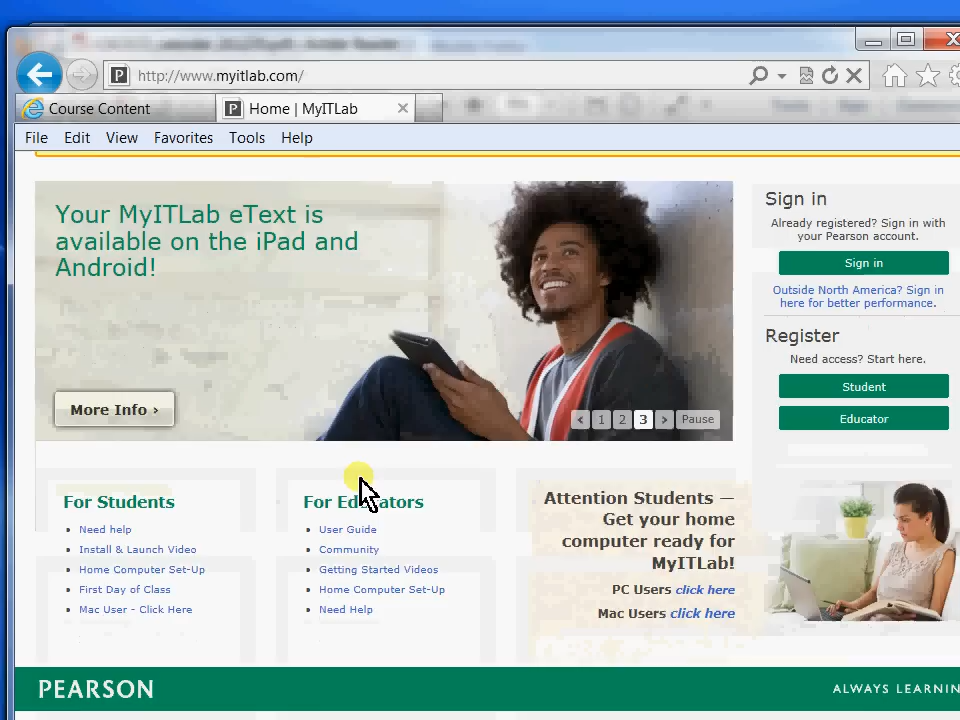 http://www.myitlab.com/
Course Content
Home | MyITLab
File Edit View Favorites Tools Help
Your MyITLab eText is
available on the iPad and
Android!
More Info ›
‹ 1 2 3 › Pause
Sign in
Already registered? Sign in with
your Pearson account.
Sign in
Outside North America? Sign in
here for better performance.
Register
Need access? Start here.
Student
Educator
For Students
Need help
Install & Launch Video
Home Computer Set-Up
First Day of Class
Mac User - Click Here
For Educators
User Guide
Community
Getting Started Videos
Home Computer Set-Up
Need Help
Attention Students —
Get your home
computer ready for
MyITLab!
PC Users click here
Mac Users click here
PEARSON
ALWAYS LEARNIN